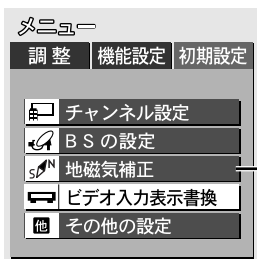 メニュー
調整 機能設定 初期設定
チャンネル設定
BSの設定
S N 地磁気補正
ビデオ入力表示書換
他 その他の設定